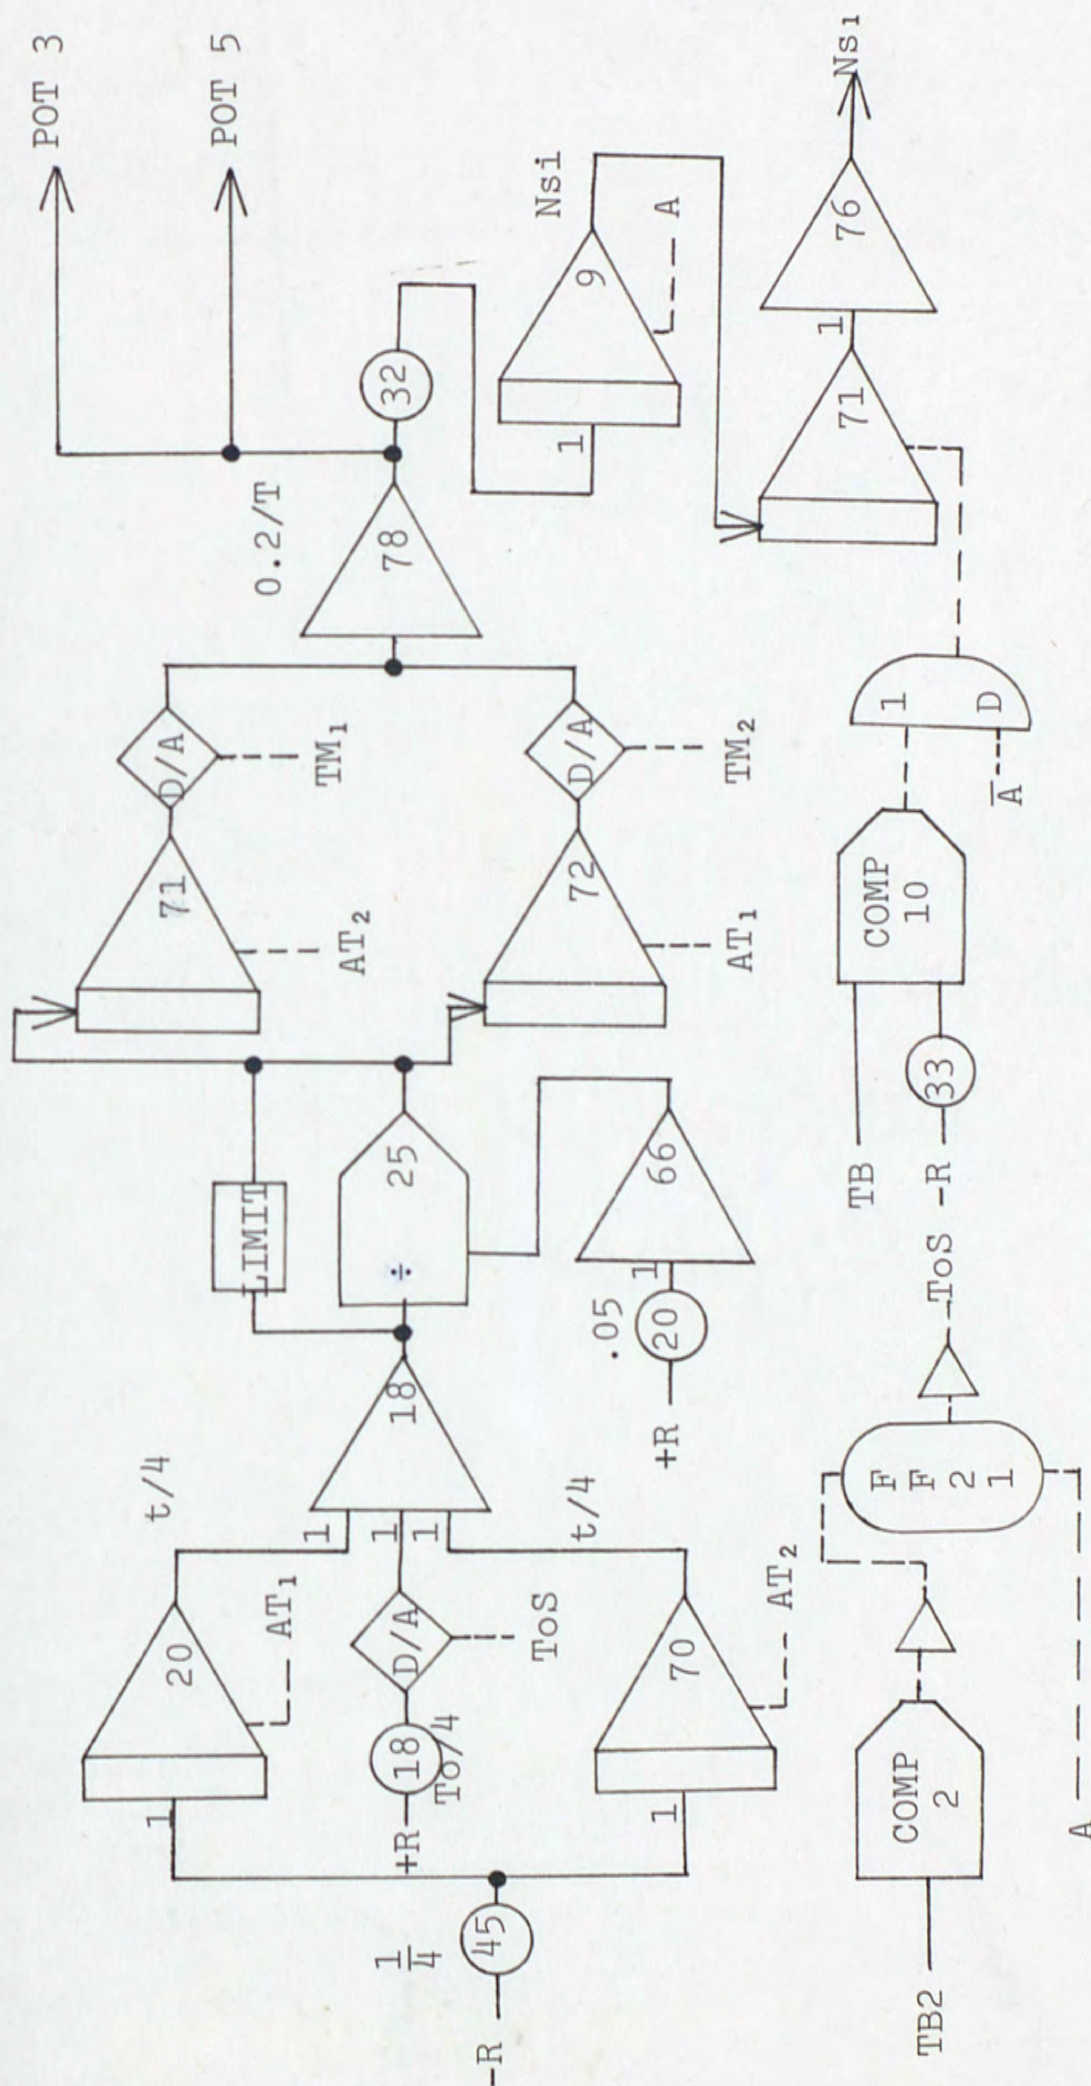 POT 3
POT 5
0.2/T
Nsi
Ns₁
-R
1/4
45
1
20
t/4
AT₁
+R
18
To/4
D/A
ToS
1
70
t/4
AT₂
1
1
1
18
LIMIT
÷
25
+R
20
.05
1
66
71
AT₂
D/A
TM₁
72
AT₁
D/A
TM₂
78
32
1
9
A
71
1
76
TB2
COMP
2
F
F
2
1
A
ToS
TB
-R
33
COMP
10
1
D
A̅